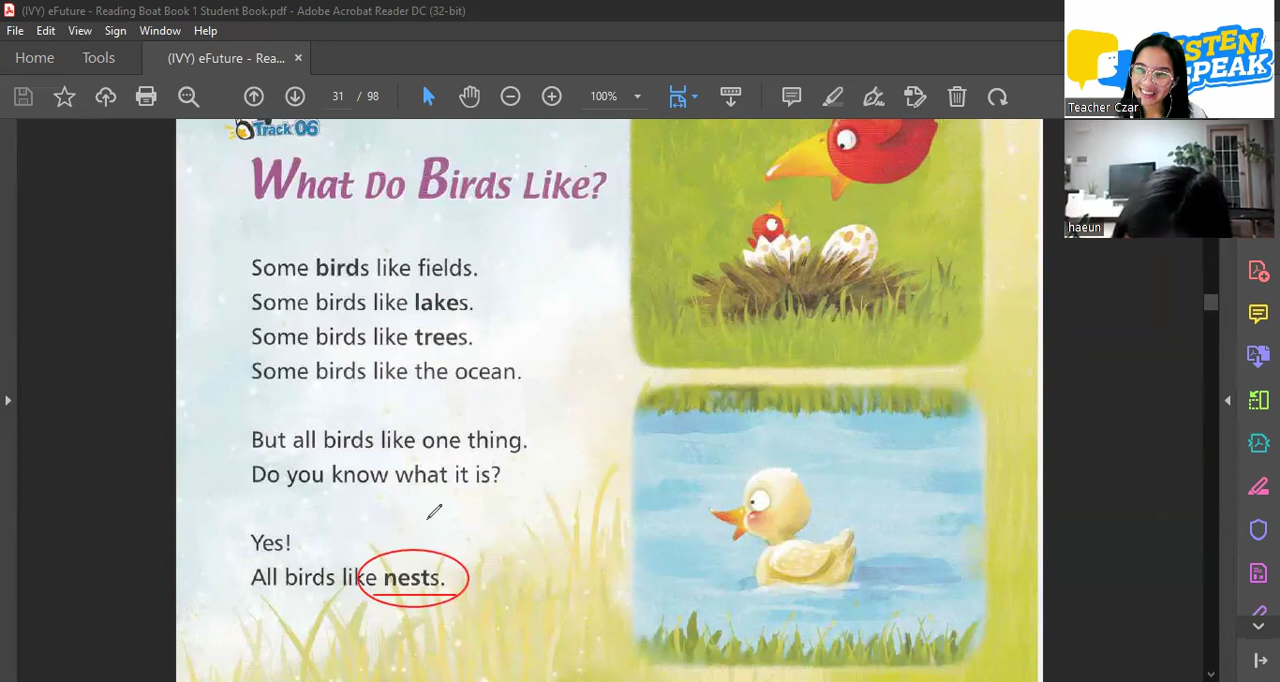 (IVY) eFuture - Reading Boat Book 1 Student Book.pdf - Adobe Acrobat Reader DC (32-bit)
File Edit View Sign Window Help
Home Tools (IVY) eFuture - Rea... ×
31 / 98 100%
Track 06
What Do Birds Like?
Some birds like fields.
Some birds like lakes.
Some birds like trees.
Some birds like the ocean.
But all birds like one thing.
Do you know what it is?
Yes!
All birds like nests.
LISTEN
SPEAK
Teacher Czar
haeun